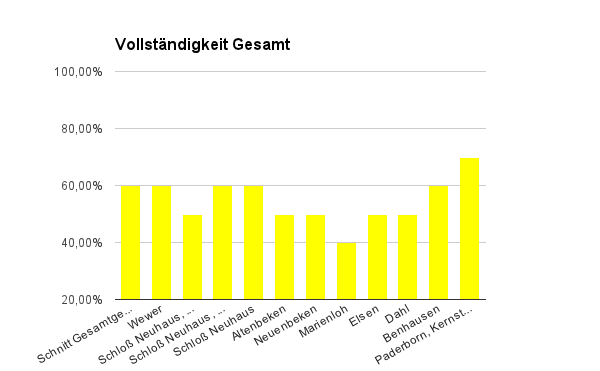 Vollständigkeit Gesamt
100,00%
80,00%
60,00%
40,00%
20,00%
Schnitt Gesamtge...
Wewer
Schloß Neuhaus, ...
Schloß Neuhaus, ...
Schloß Neuhaus
Altenbeken
Neuenbeken
Marienloh
Elsen
Dahl
Benhausen
Paderborn, Kernst...